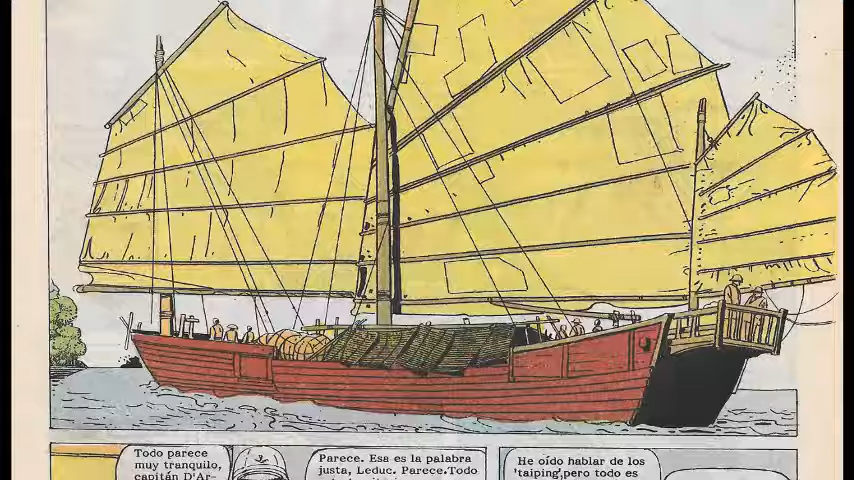 Todo parece
muy tranquilo,
capitán D'Ar-
Parece. Esa es la palabra
justa, Leduc. Parece.Todo
He oído hablar de los
'taiping',pero todo es